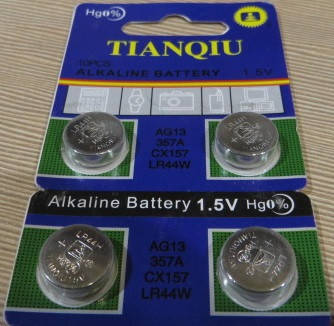 Hg0%
TIANQIU
10PCS
ALKALINE BATTERY 1.5V
AG13
357A
CX157
LR44W
Alkaline Battery 1.5V Hg0%
AG13
357A
CX157
LR44W
LR44W